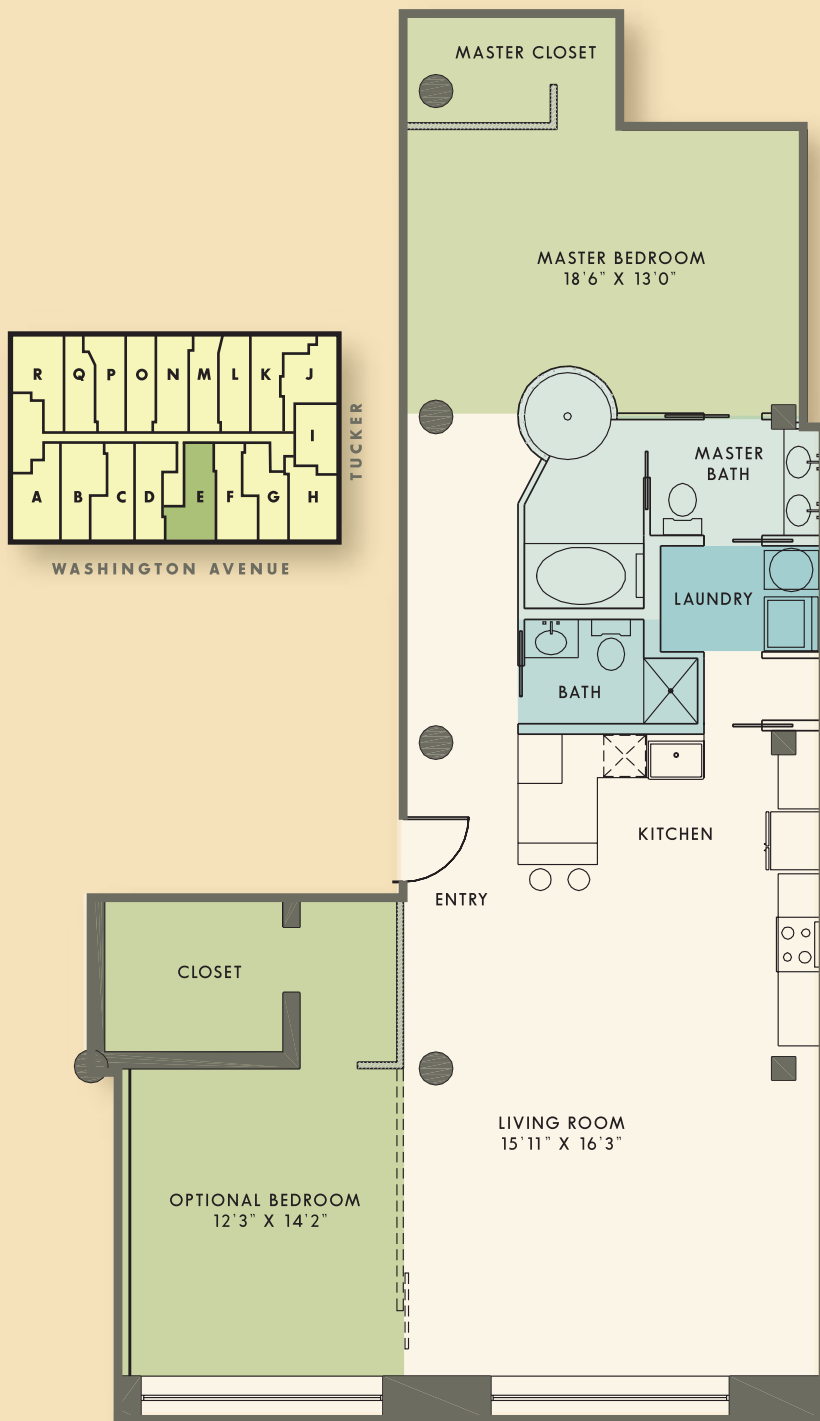 MASTER CLOSET
MASTER BEDROOM
18'6" X 13'0"
R Q P O N M L K J
I
A B C D E F G H
TUCKER
WASHINGTON AVENUE
MASTER
BATH
LAUNDRY
BATH
KITCHEN
ENTRY
CLOSET
LIVING ROOM
15'11" X 16'3"
OPTIONAL BEDROOM
12'3" X 14'2"